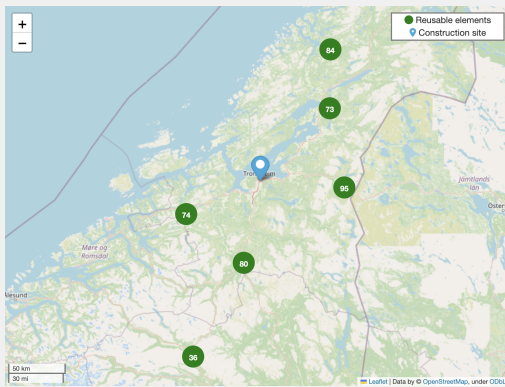 +
−
Reusable elements
Construction site
84
73
95
Jämtlands
län
74
Møre og
Romsdal
80
Ålesund
36
50 km
30 mi
Leaflet | Data by © OpenStreetMap, under ODbL